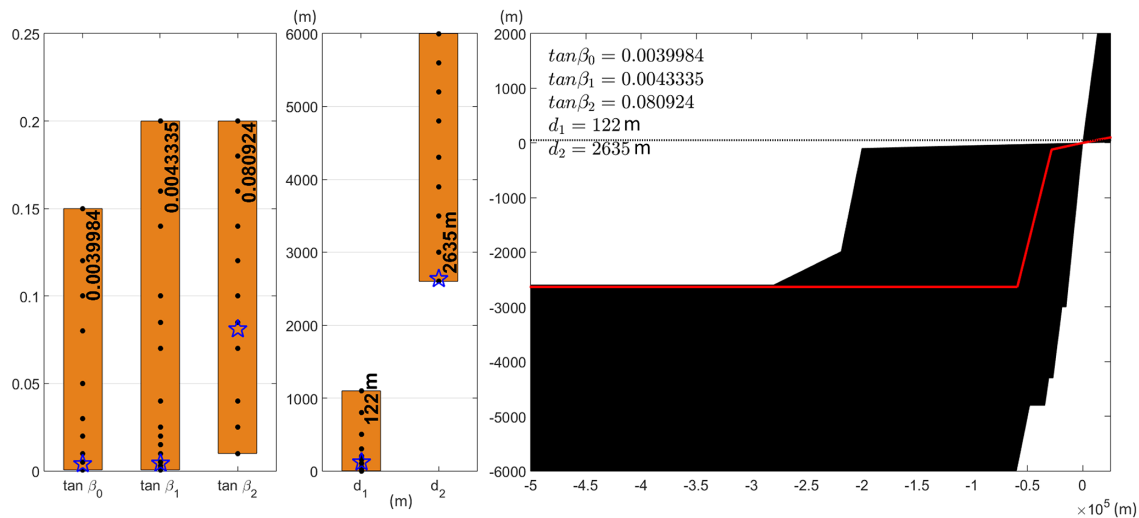 (m)
(m)
0.25
0.2
0.15
0.1
0.05
0
0.0039984
0.0043335
0.080924
tan β0
tan β1
tan β2
6000
5000
4000
3000
2000
1000
0
122 m
2635 m
d1
d2
(m)
2000
1000
0
-1000
-2000
-3000
-4000
-5000
-6000
tanβ0 = 0.0039984
tanβ1 = 0.0043335
tanβ2 = 0.080924
d1 = 122 m
d2 = 2635 m
-5
-4.5
-4
-3.5
-3
-2.5
-2
-1.5
-1
-0.5
0
×10^5 (m)